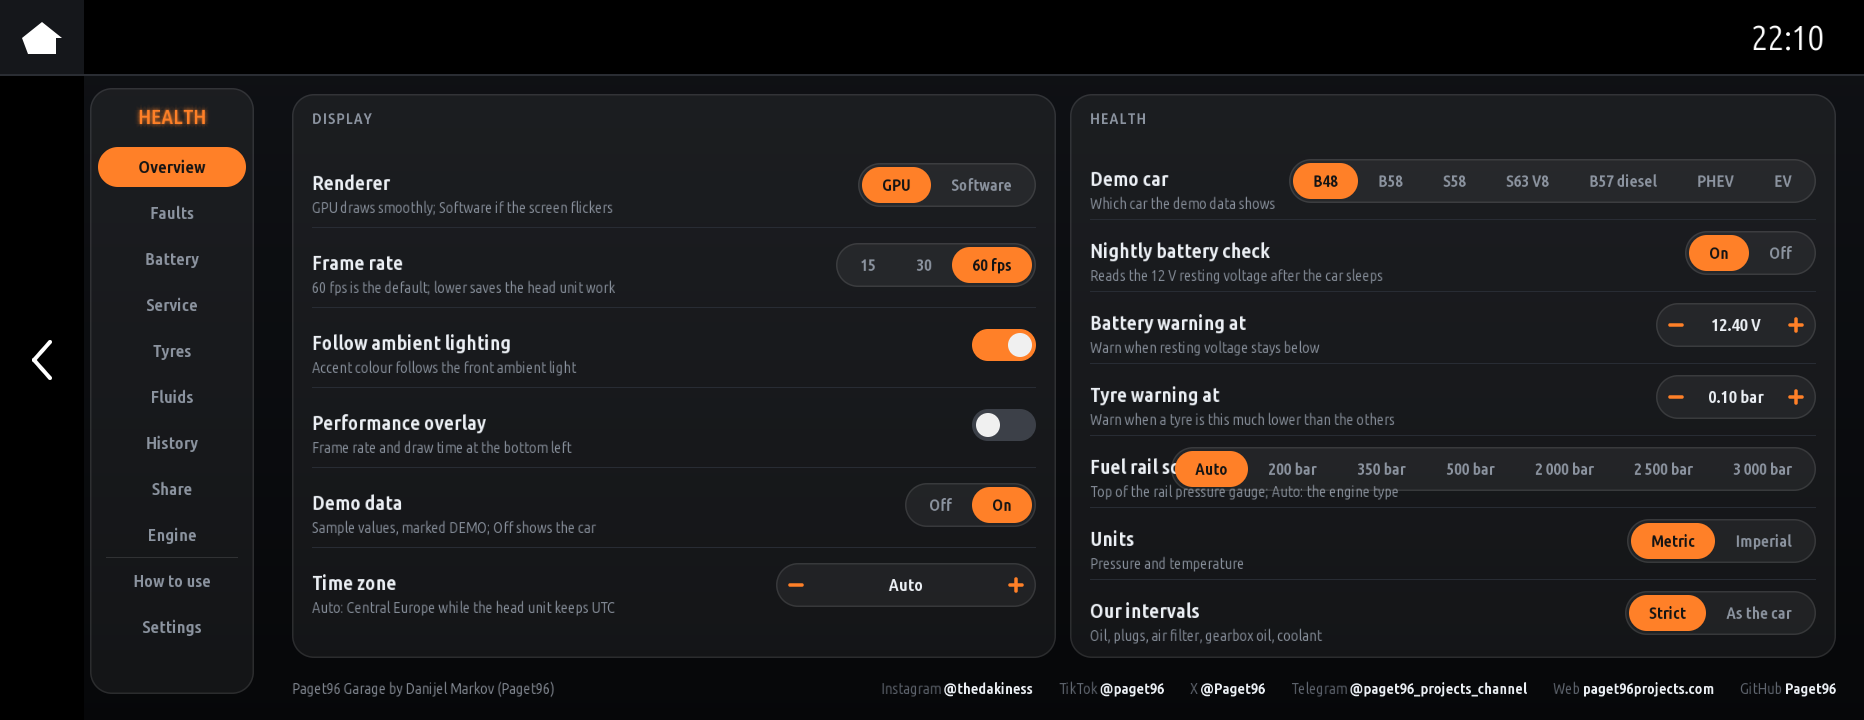 22:10
HEALTH
Overview
Faults
Battery
Service
Tyres
Fluids
History
Share
Engine
How to use
Settings
DISPLAY
Renderer
GPU draws smoothly; Software if the screen flickers
GPU Software
Frame rate
60 fps is the default; lower saves the head unit work
15 30 60 fps
Follow ambient lighting
Accent colour follows the front ambient light
Performance overlay
Frame rate and draw time at the bottom left
Demo data
Sample values, marked DEMO; Off shows the car
Off On
Time zone
Auto: Central Europe while the head unit keeps UTC
− Auto +
HEALTH
Demo car
Which car the demo data shows
B48 B58 S58 S63 V8 B57 diesel PHEV EV
Nightly battery check
Reads the 12 V resting voltage after the car sleeps
On Off
Battery warning at
Warn when resting voltage stays below
− 12.40 V +
Tyre warning at
Warn when a tyre is this much lower than the others
− 0.10 bar +
Fuel rail
Top of the rail pressure gauge; Auto: the engine type
Auto 200 bar 350 bar 500 bar 2 000 bar 2 500 bar 3 000 bar
Units
Pressure and temperature
Metric Imperial
Our intervals
Oil, plugs, air filter, gearbox oil, coolant
Strict As the car
Paget96 Garage by Danijel Markov (Paget96)
Instagram @thedakiness TikTok @paget96 X @Paget96 Telegram @paget96_projects_channel Web paget96projects.com GitHub Paget96